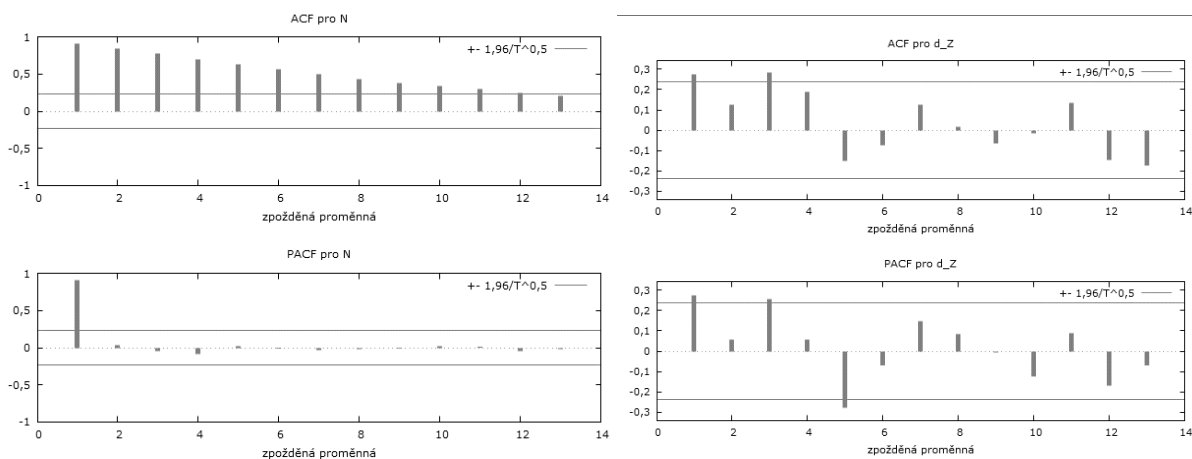 ACF pro N
+- 1,96/T^0,5
1
0,5
0
-0,5
-1
0 2 4 6 8 10 12 14
zpožděná proměnná
PACF pro N
+- 1,96/T^0,5
1
0,5
0
-0,5
-1
0 2 4 6 8 10 12 14
zpožděná proměnná
ACF pro d_Z
+- 1,96/T^0,5
0,3
0,2
0,1
0
-0,1
-0,2
-0,3
0 2 4 6 8 10 12 14
zpožděná proměnná
PACF pro d_Z
+- 1,96/T^0,5
0,3
0,2
0,1
0
-0,1
-0,2
-0,3
0 2 4 6 8 10 12 14
zpožděná proměnná